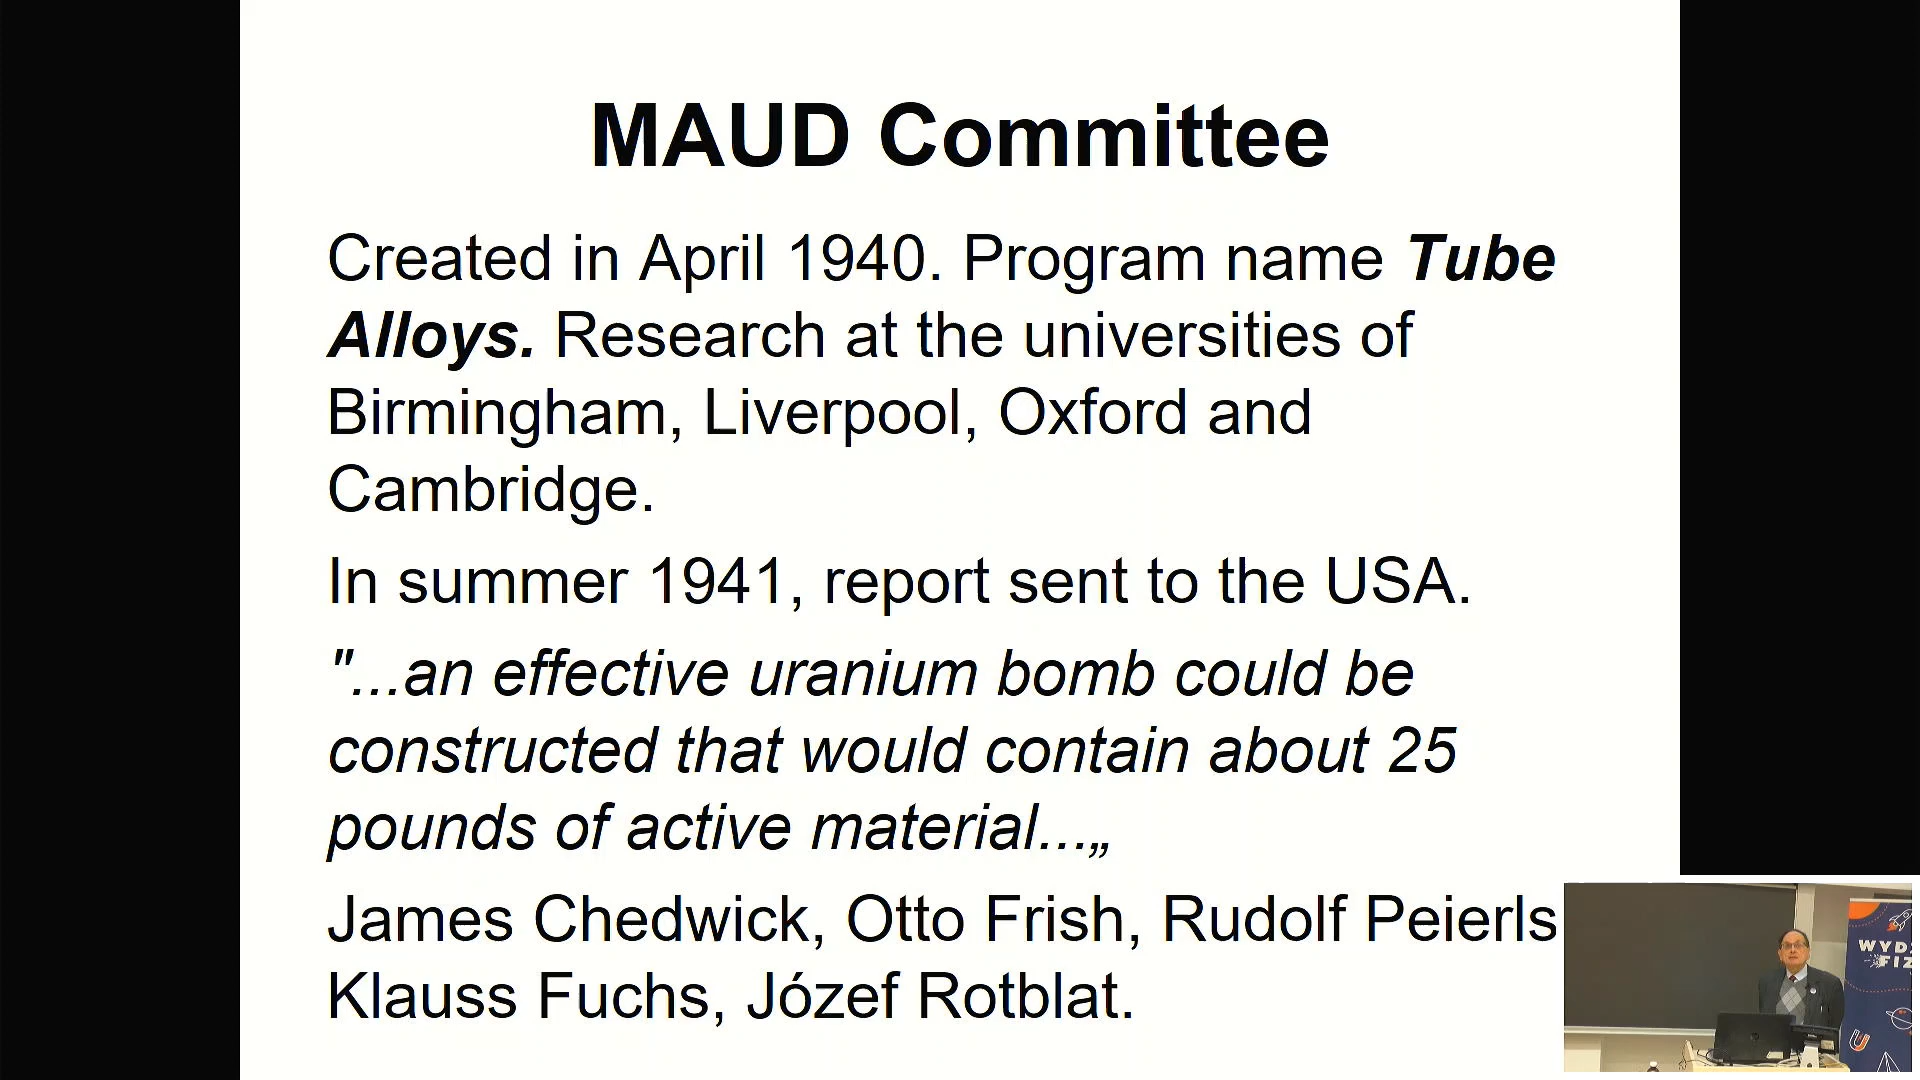 MAUD Committee
Created in April 1940. Program name Tube
Alloys. Research at the universities of
Birmingham, Liverpool, Oxford and
Cambridge.
In summer 1941, report sent to the USA.
"...an effective uranium bomb could be
constructed that would contain about 25
pounds of active material...„
James Chedwick, Otto Frish, Rudolf Peierls
Klauss Fuchs, Józef Rotblat.